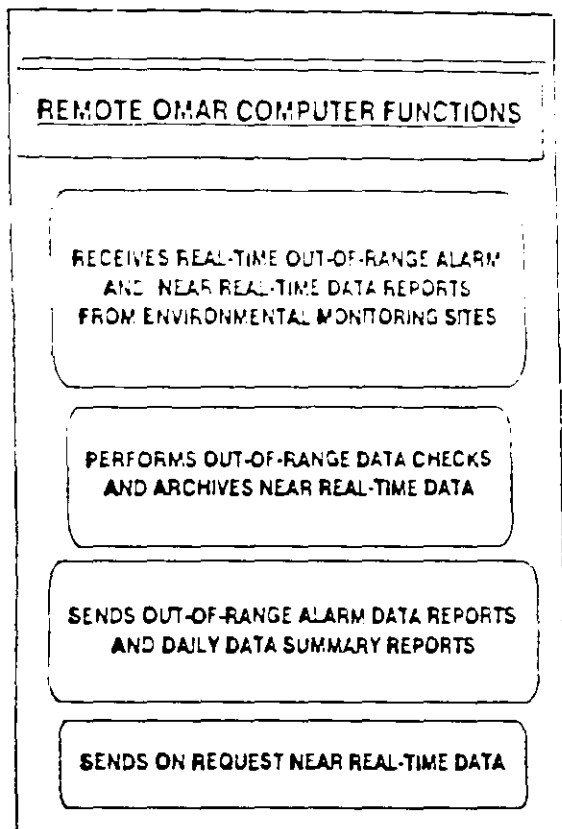 REMOTE OMAR COMPUTER FUNCTIONS
RECEIVES REAL-TIME OUT-OF-RANGE ALARM
AND NEAR REAL-TIME DATA REPORTS
FROM ENVIRONMENTAL MONITORING SITES
PERFORMS OUT-OF-RANGE DATA CHECKS
AND ARCHIVES NEAR REAL-TIME DATA
SENDS OUT-OF-RANGE ALARM DATA REPORTS
AND DAILY DATA SUMMARY REPORTS
SENDS ON REQUEST NEAR REAL-TIME DATA